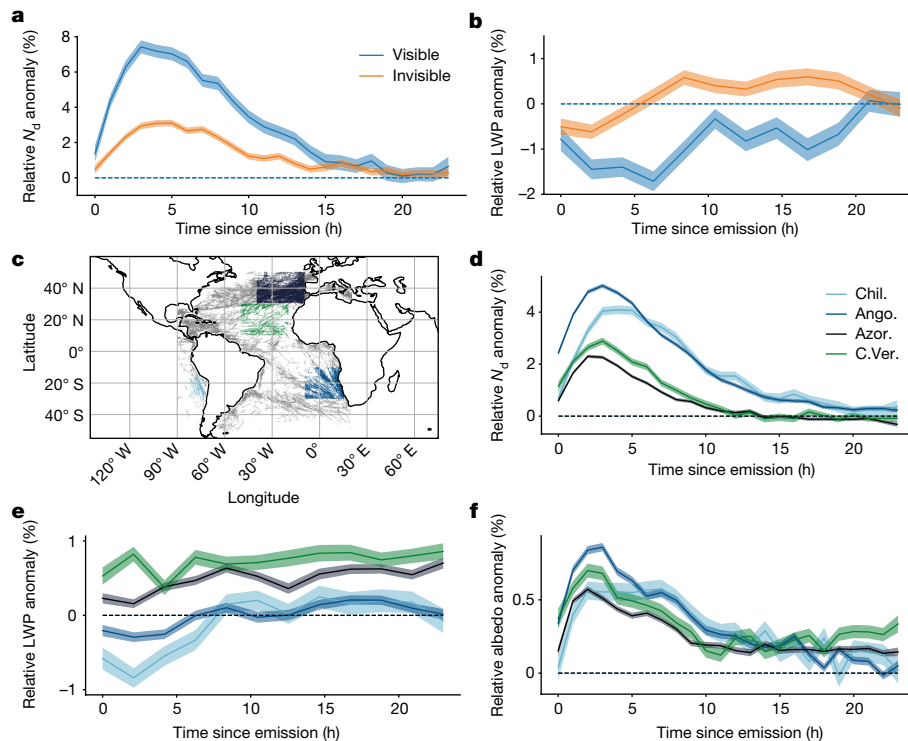 a
Relative Nd anomaly (%)
8
6
4
2
0
Visible
Invisible
0 5 10 15 20
Time since emission (h)
b
Relative LWP anomaly (%)
1
0
−1
−2
0 5 10 15 20
Time since emission (h)
c
Latitude
40° N
20° N
0°
20° S
40° S
120° W 90° W 60° W 30° W 0° 30° E 60° E
Longitude
d
Relative Nd anomaly (%)
4
2
0
Chil.
Ango.
Azor.
C.Ver.
0 5 10 15 20
Time since emission (h)
e
Relative LWP anomaly (%)
1
0
−1
0 5 10 15 20
Time since emission (h)
f
Relative albedo anomaly (%)
0.5
0
0 5 10 15 20
Time since emission (h)